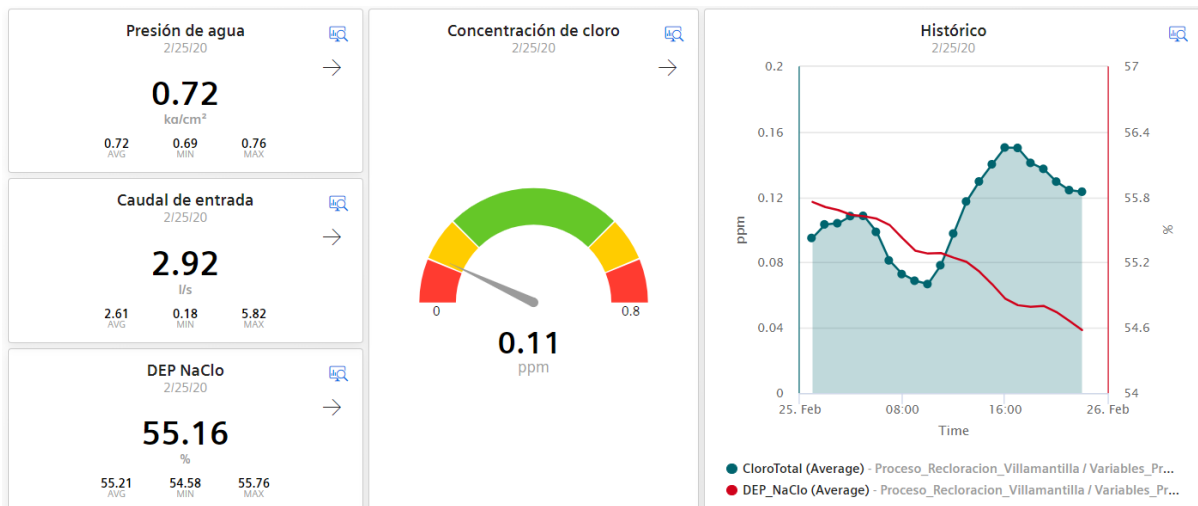 Presión de agua
2/25/20
0.72
kg/cm²
0.72 0.69 0.76
AVG MIN MAX
Caudal de entrada
2/25/20
2.92
l/s
2.61 0.18 5.82
AVG MIN MAX
DEP NaClo
2/25/20
55.16
%
55.21 54.58 55.76
AVG MIN MAX
Concentración de cloro
2/25/20
0 0.8
0.11
ppm
Histórico
2/25/20
0.2 57
0.16 56.4
0.12 55.8
ppm %
0.08 55.2
0.04 54.6
0 54
25. Feb 08:00 16:00 26. Feb
Time
CloroTotal (Average) - Proceso_Recloracion_Villamantilla / Variables_Pr...
DEP_NaClo (Average) - Proceso_Recloracion_Villamantilla / Variables_Pr...